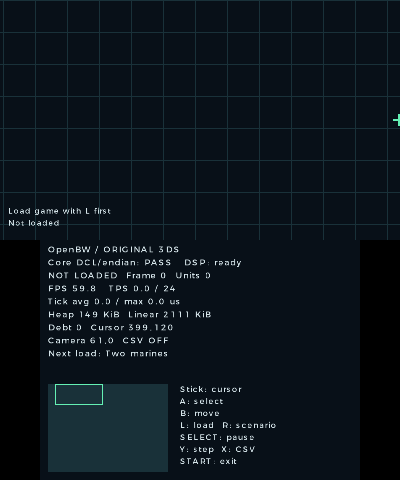 Load game with L first
Not loaded
OpenBW / ORIGINAL 3DS
Core DCL/endian: PASS DSP: ready
NOT LOADED Frame 0 Units 0
FPS 59.8 TPS 0.0 / 24
Tick avg 0.0 / max 0.0 us
Heap 149 KiB Linear 2111 KiB
Debt 0 Cursor 399,120
Camera 61,0 CSV OFF
Next load: Two marines
Stick: cursor
A: select
B: move
L: load R: scenario
SELECT: pause
Y: step X: CSV
START: exit